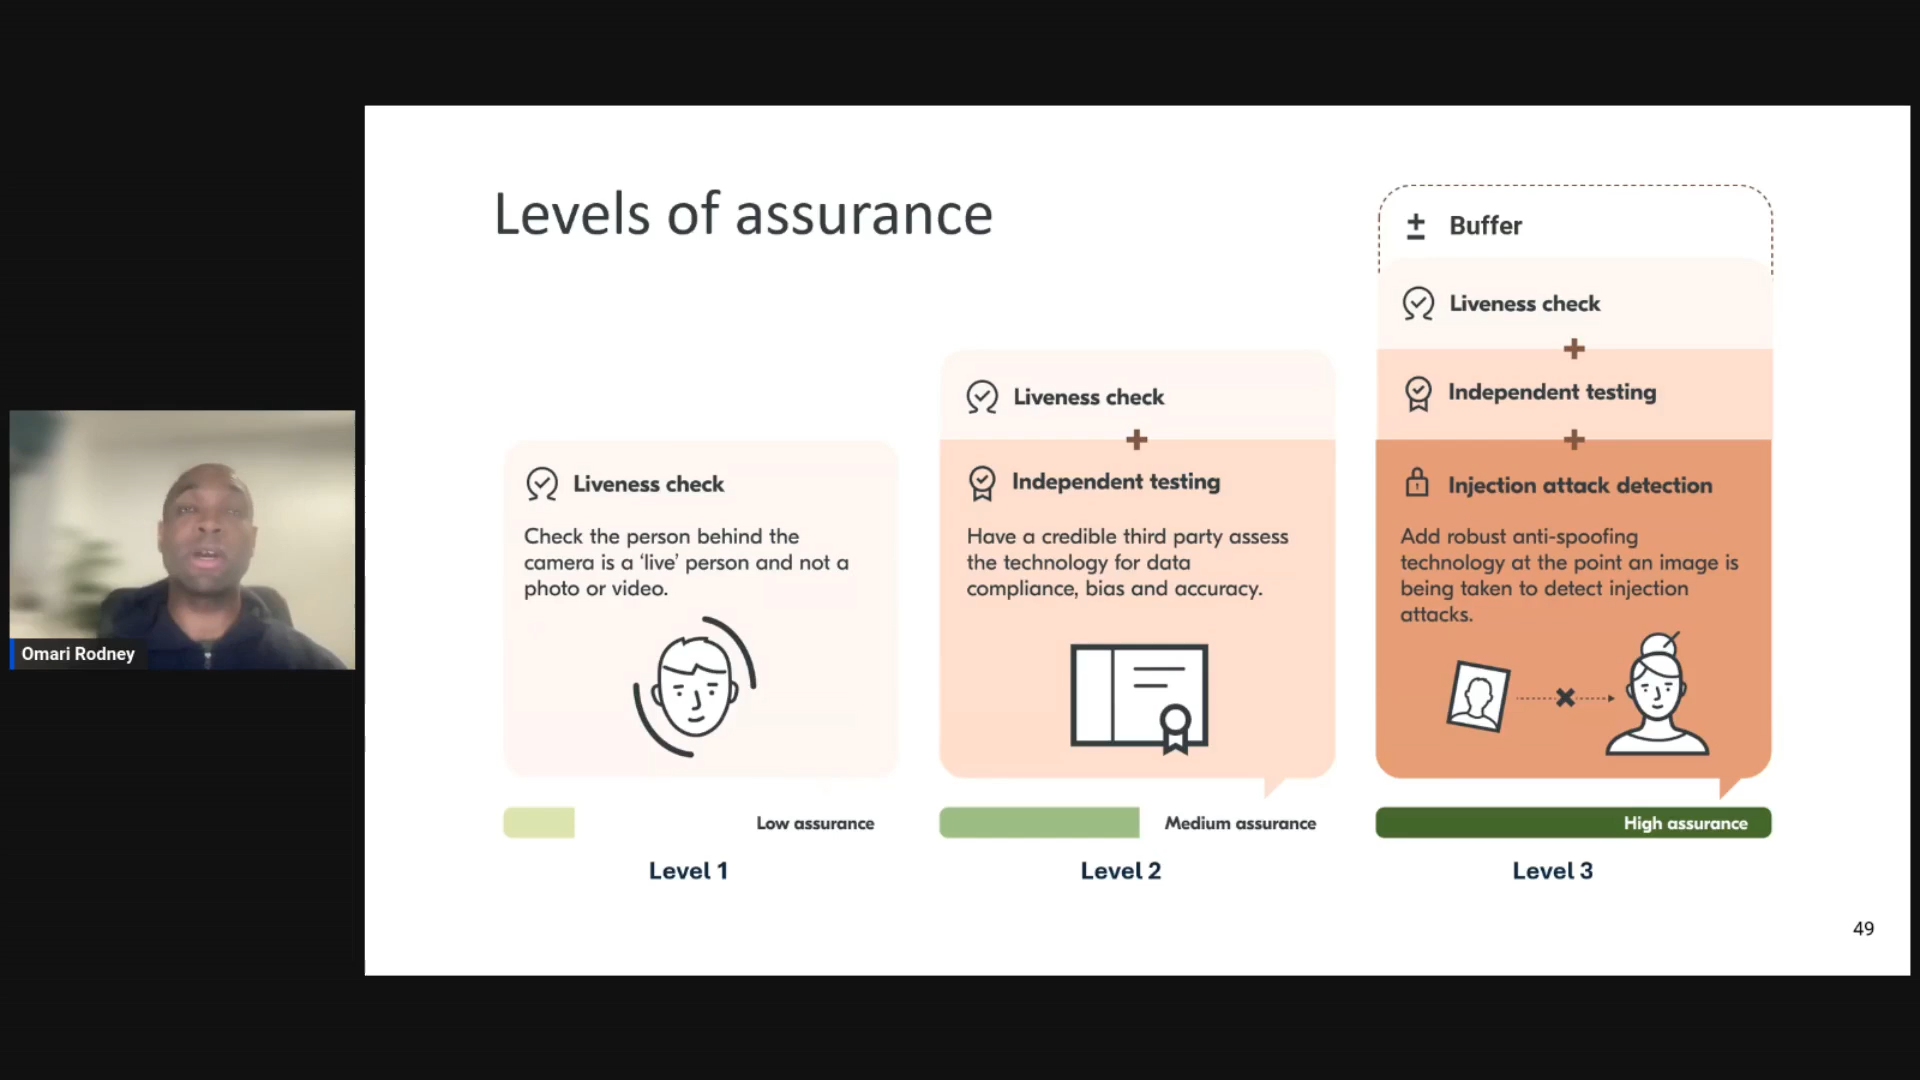 Levels of assurance
Buffer
Liveness check
Independent testing
Injection attack detection
Add robust anti-spoofing
technology at the point an image is
being taken to detect injection
attacks.
Liveness check
Independent testing
Have a credible third party assess
the technology for data
compliance, bias and accuracy.
Liveness check
Check the person behind the
camera is a ‘live’ person and not a
photo or video.
Low assurance
Medium assurance
High assurance
Level 1
Level 2
Level 3
49
Omari Rodney